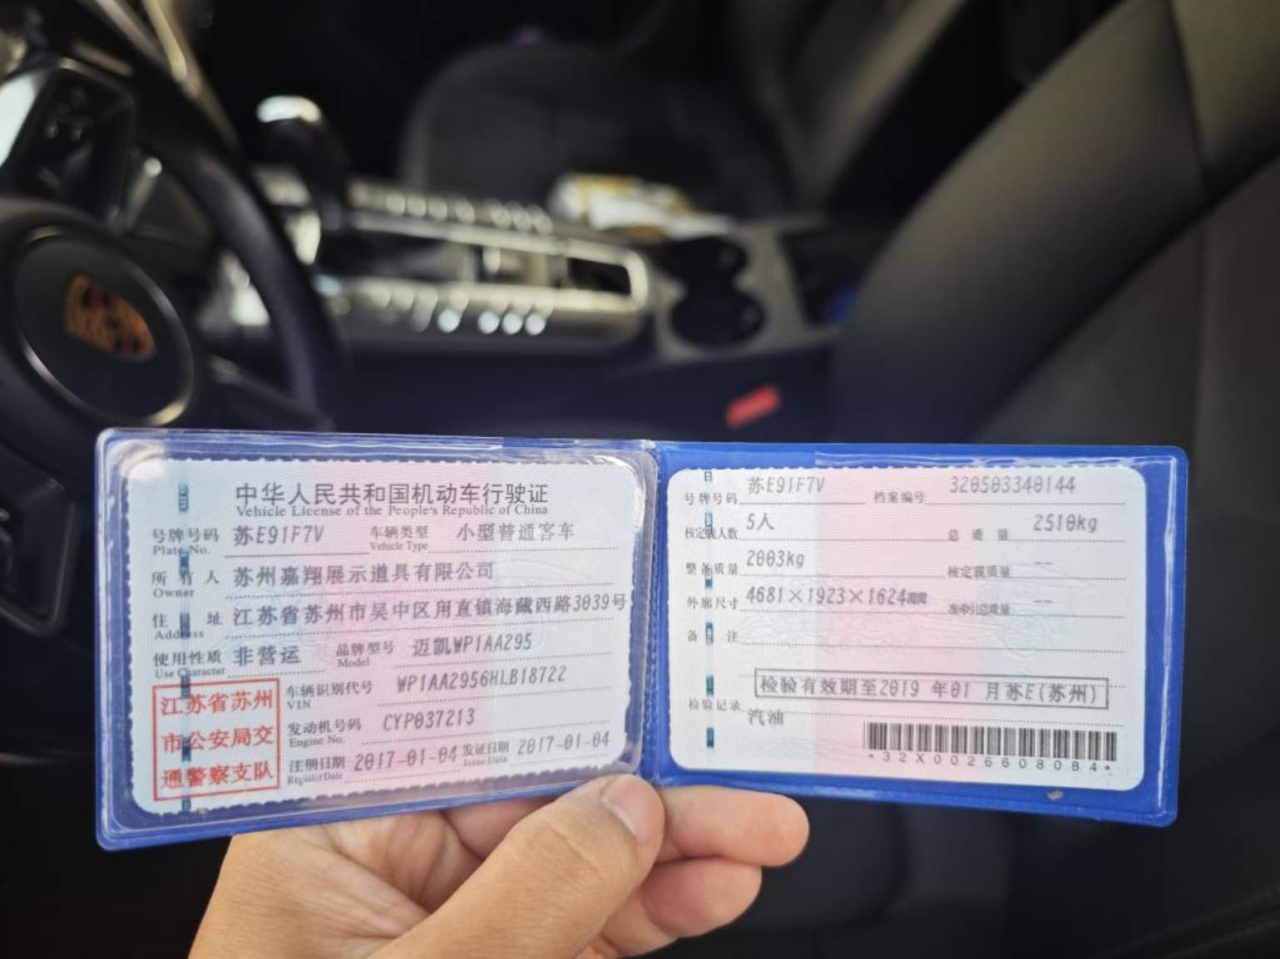 中华人民共和国机动车行驶证
Vehicle License of the People's Republic of China
号牌号码 苏E91F7V 车辆类型 小型普通客车
Plate No. Vehicle Type
所有人 苏州嘉翔展示道具有限公司
Owner
住址 江苏省苏州市吴中区甪直镇海藏西路3039号
Address
使用性质 非营运 品牌型号 迈凯WP1AA295
Use Character Model
江苏省苏州
市公安局交
通警察支队
车辆识别代号 WP1AA2956HLB18722
VIN
发动机号码 CYP037213
Engine No.
注册日期 2017-01-04 发证日期 2017-01-04
Register Date Issue Date
号牌号码 苏E91F7V 档案编号 320503340144
核定载人数 5人 总质量 2510kg
整备质量 2003kg 核定载质量 --
外廓尺寸 4681×1923×1624 准牵引总质量 --
备注
检验有效期至2019年01月苏E(苏州)
检验记录
汽油
*32X0026608084*